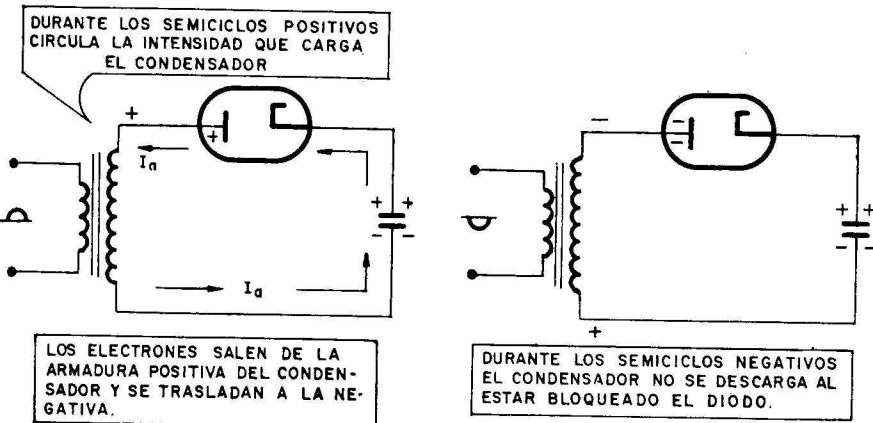 DURANTE LOS SEMICICLOS POSITIVOS
CIRCULA LA INTENSIDAD QUE CARGA
EL CONDENSADOR
+
+
Ia
+ +
- -
Ia
LOS ELECTRONES SALEN DE LA
ARMADURA POSITIVA DEL CONDEN-
SADOR Y SE TRASLADAN A LA NE-
GATIVA.
-
-
-
+ +
- -
+
DURANTE LOS SEMICICLOS NEGATIVOS
EL CONDENSADOR NO SE DESCARGA AL
ESTAR BLOQUEADO EL DIODO.